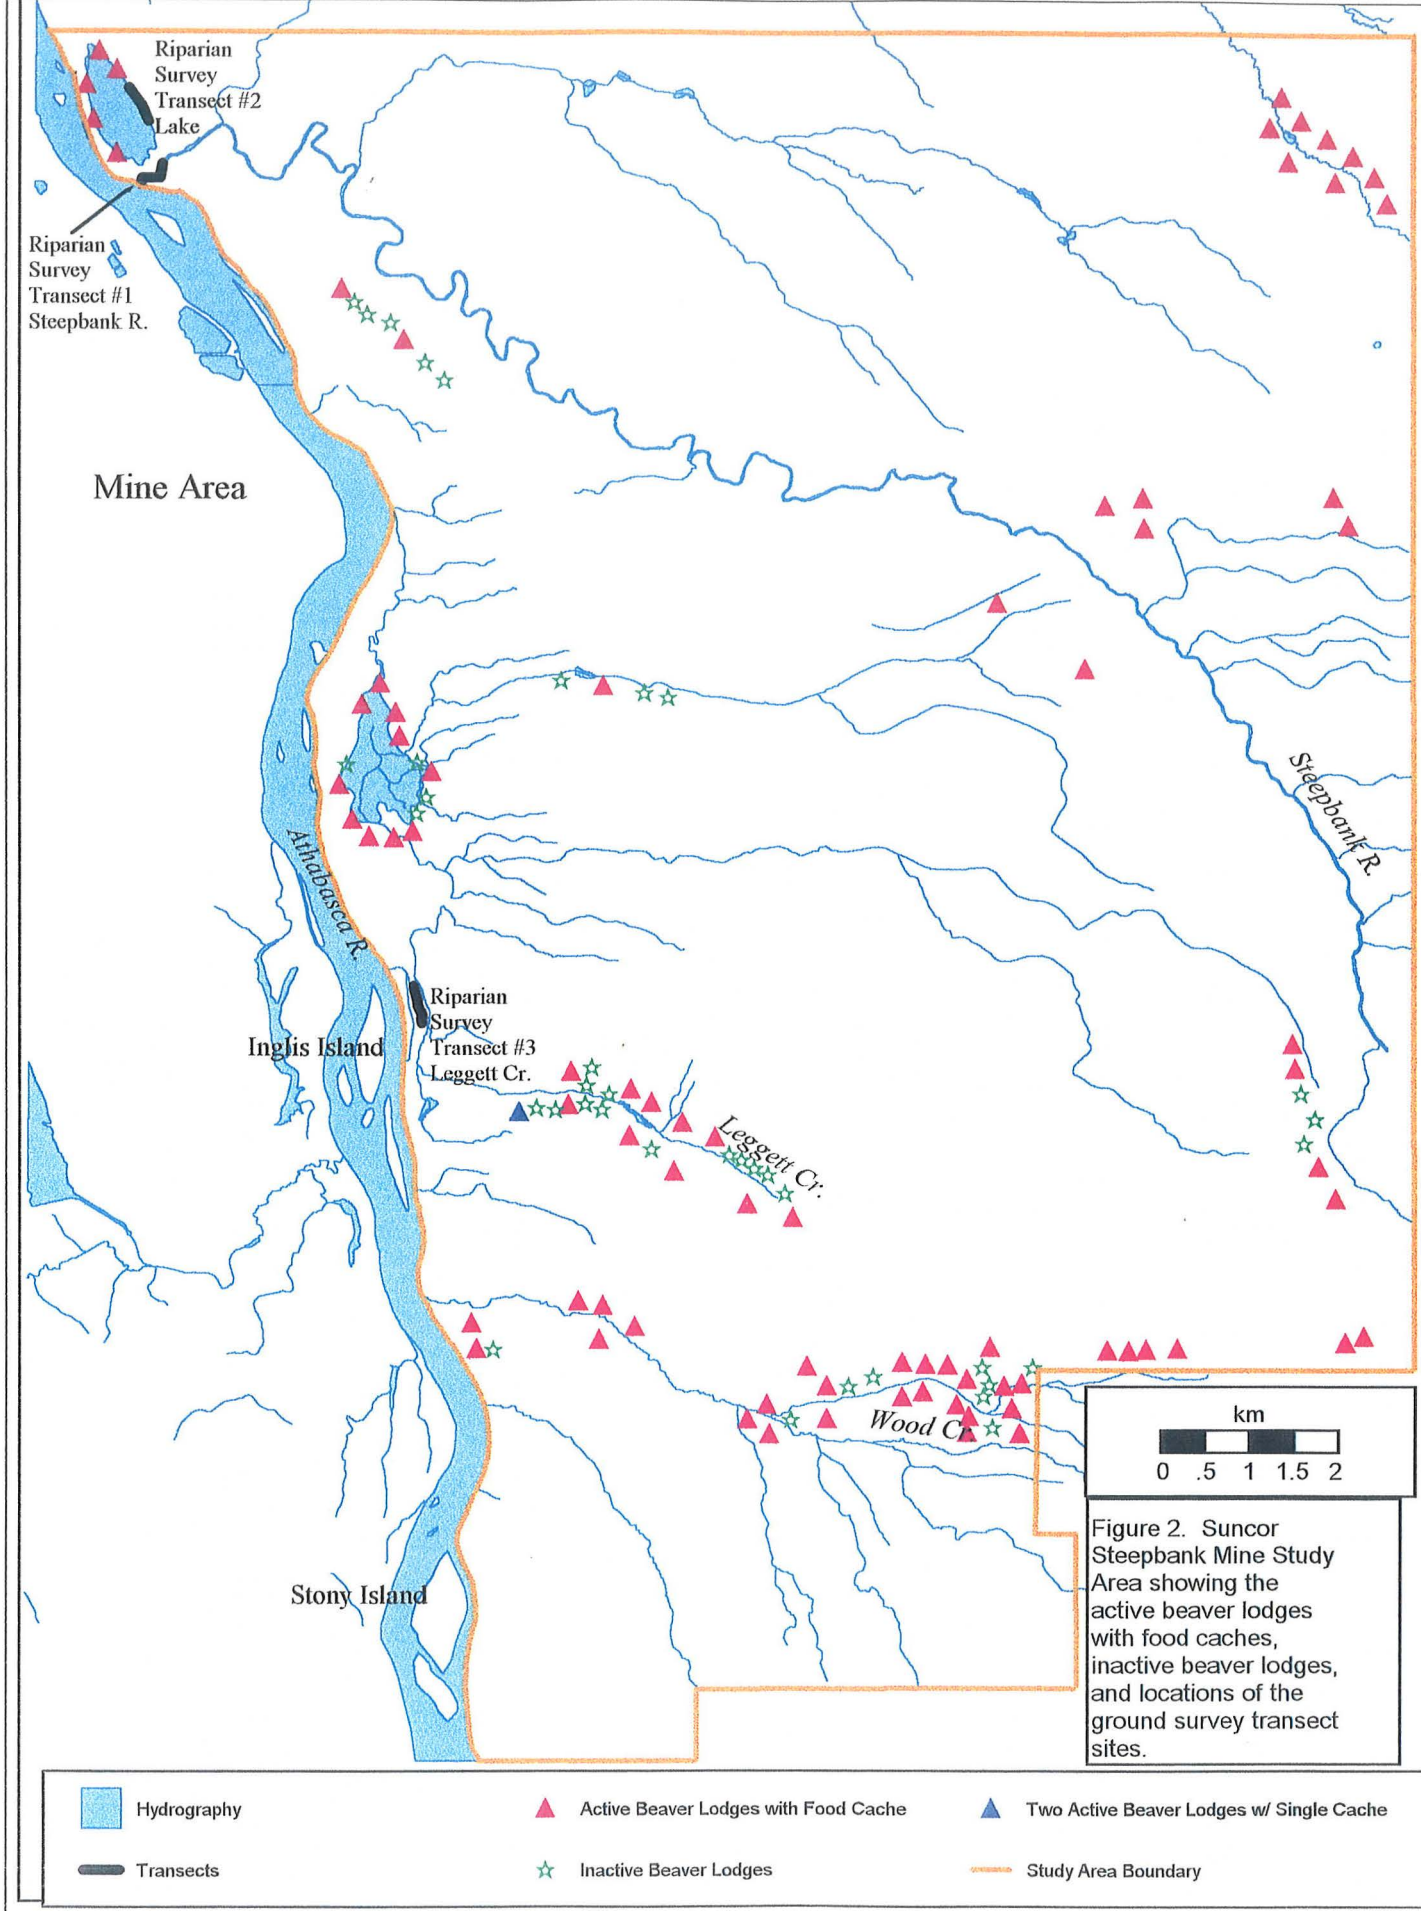 Riparian
Survey
Transect #2
Lake
Riparian
Survey
Transect #1
Steepbank R.
Mine Area
Steepbank R.
Athabasca R.
Riparian
Survey
Transect #3
Leggett Cr.
Inglis Island
Leggett Cr.
Wood Cr.
Stony Island
km
0 .5 1 1.5 2
Figure 2. Suncor
Steepbank Mine Study
Area showing the
active beaver lodges
with food caches,
inactive beaver lodges,
and locations of the
ground survey transect
sites.
Hydrography
Active Beaver Lodges with Food Cache
Two Active Beaver Lodges w/ Single Cache
Transects
Inactive Beaver Lodges
Study Area Boundary